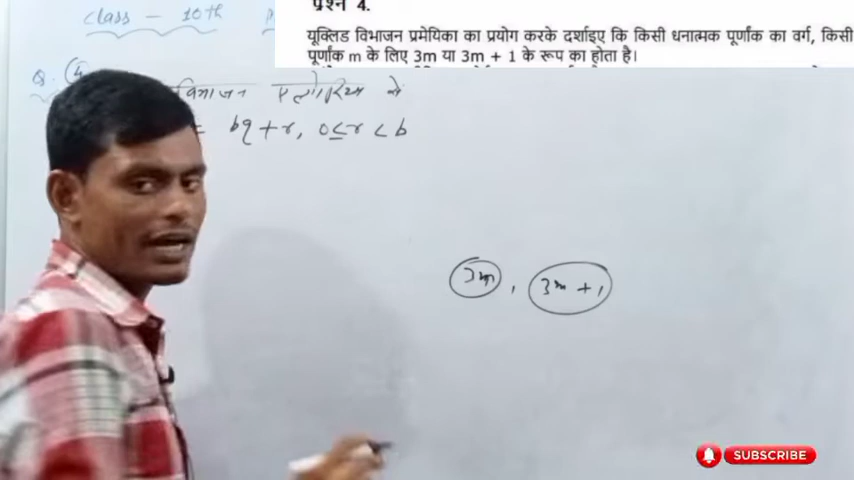 class - 10th
प्रश्न 4.
यूक्लिड विभाजन प्रमेयिका का प्रयोग करके दर्शाइए कि किसी धनात्मक पूर्णांक का वर्ग, किसी
पूर्णांक m के लिए 3m या 3m + 1 के रूप का होता है।
Q. (4
विभाजन एल्गोरिथ्म से
= bq + r, 0 ≤ r < b
3m , 3m + 1
SUBSCRIBE